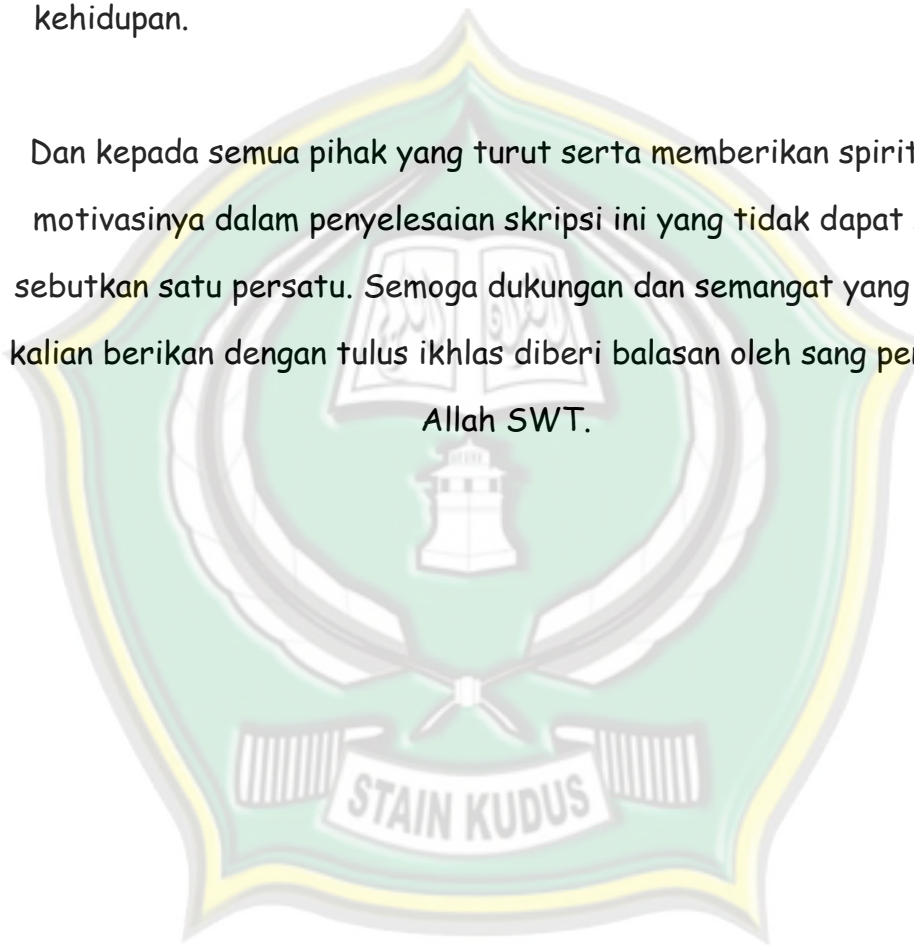 kehidupan.
Dan kepada semua pihak yang turut serta memberikan spirit
motivasinya dalam penyelesaian skripsi ini yang tidak dapat
sebutkan satu persatu. Semoga dukungan dan semangat yang
kalian berikan dengan tulus ikhlas diberi balasan oleh sang
Allah SWT.
STAIN KUDUS